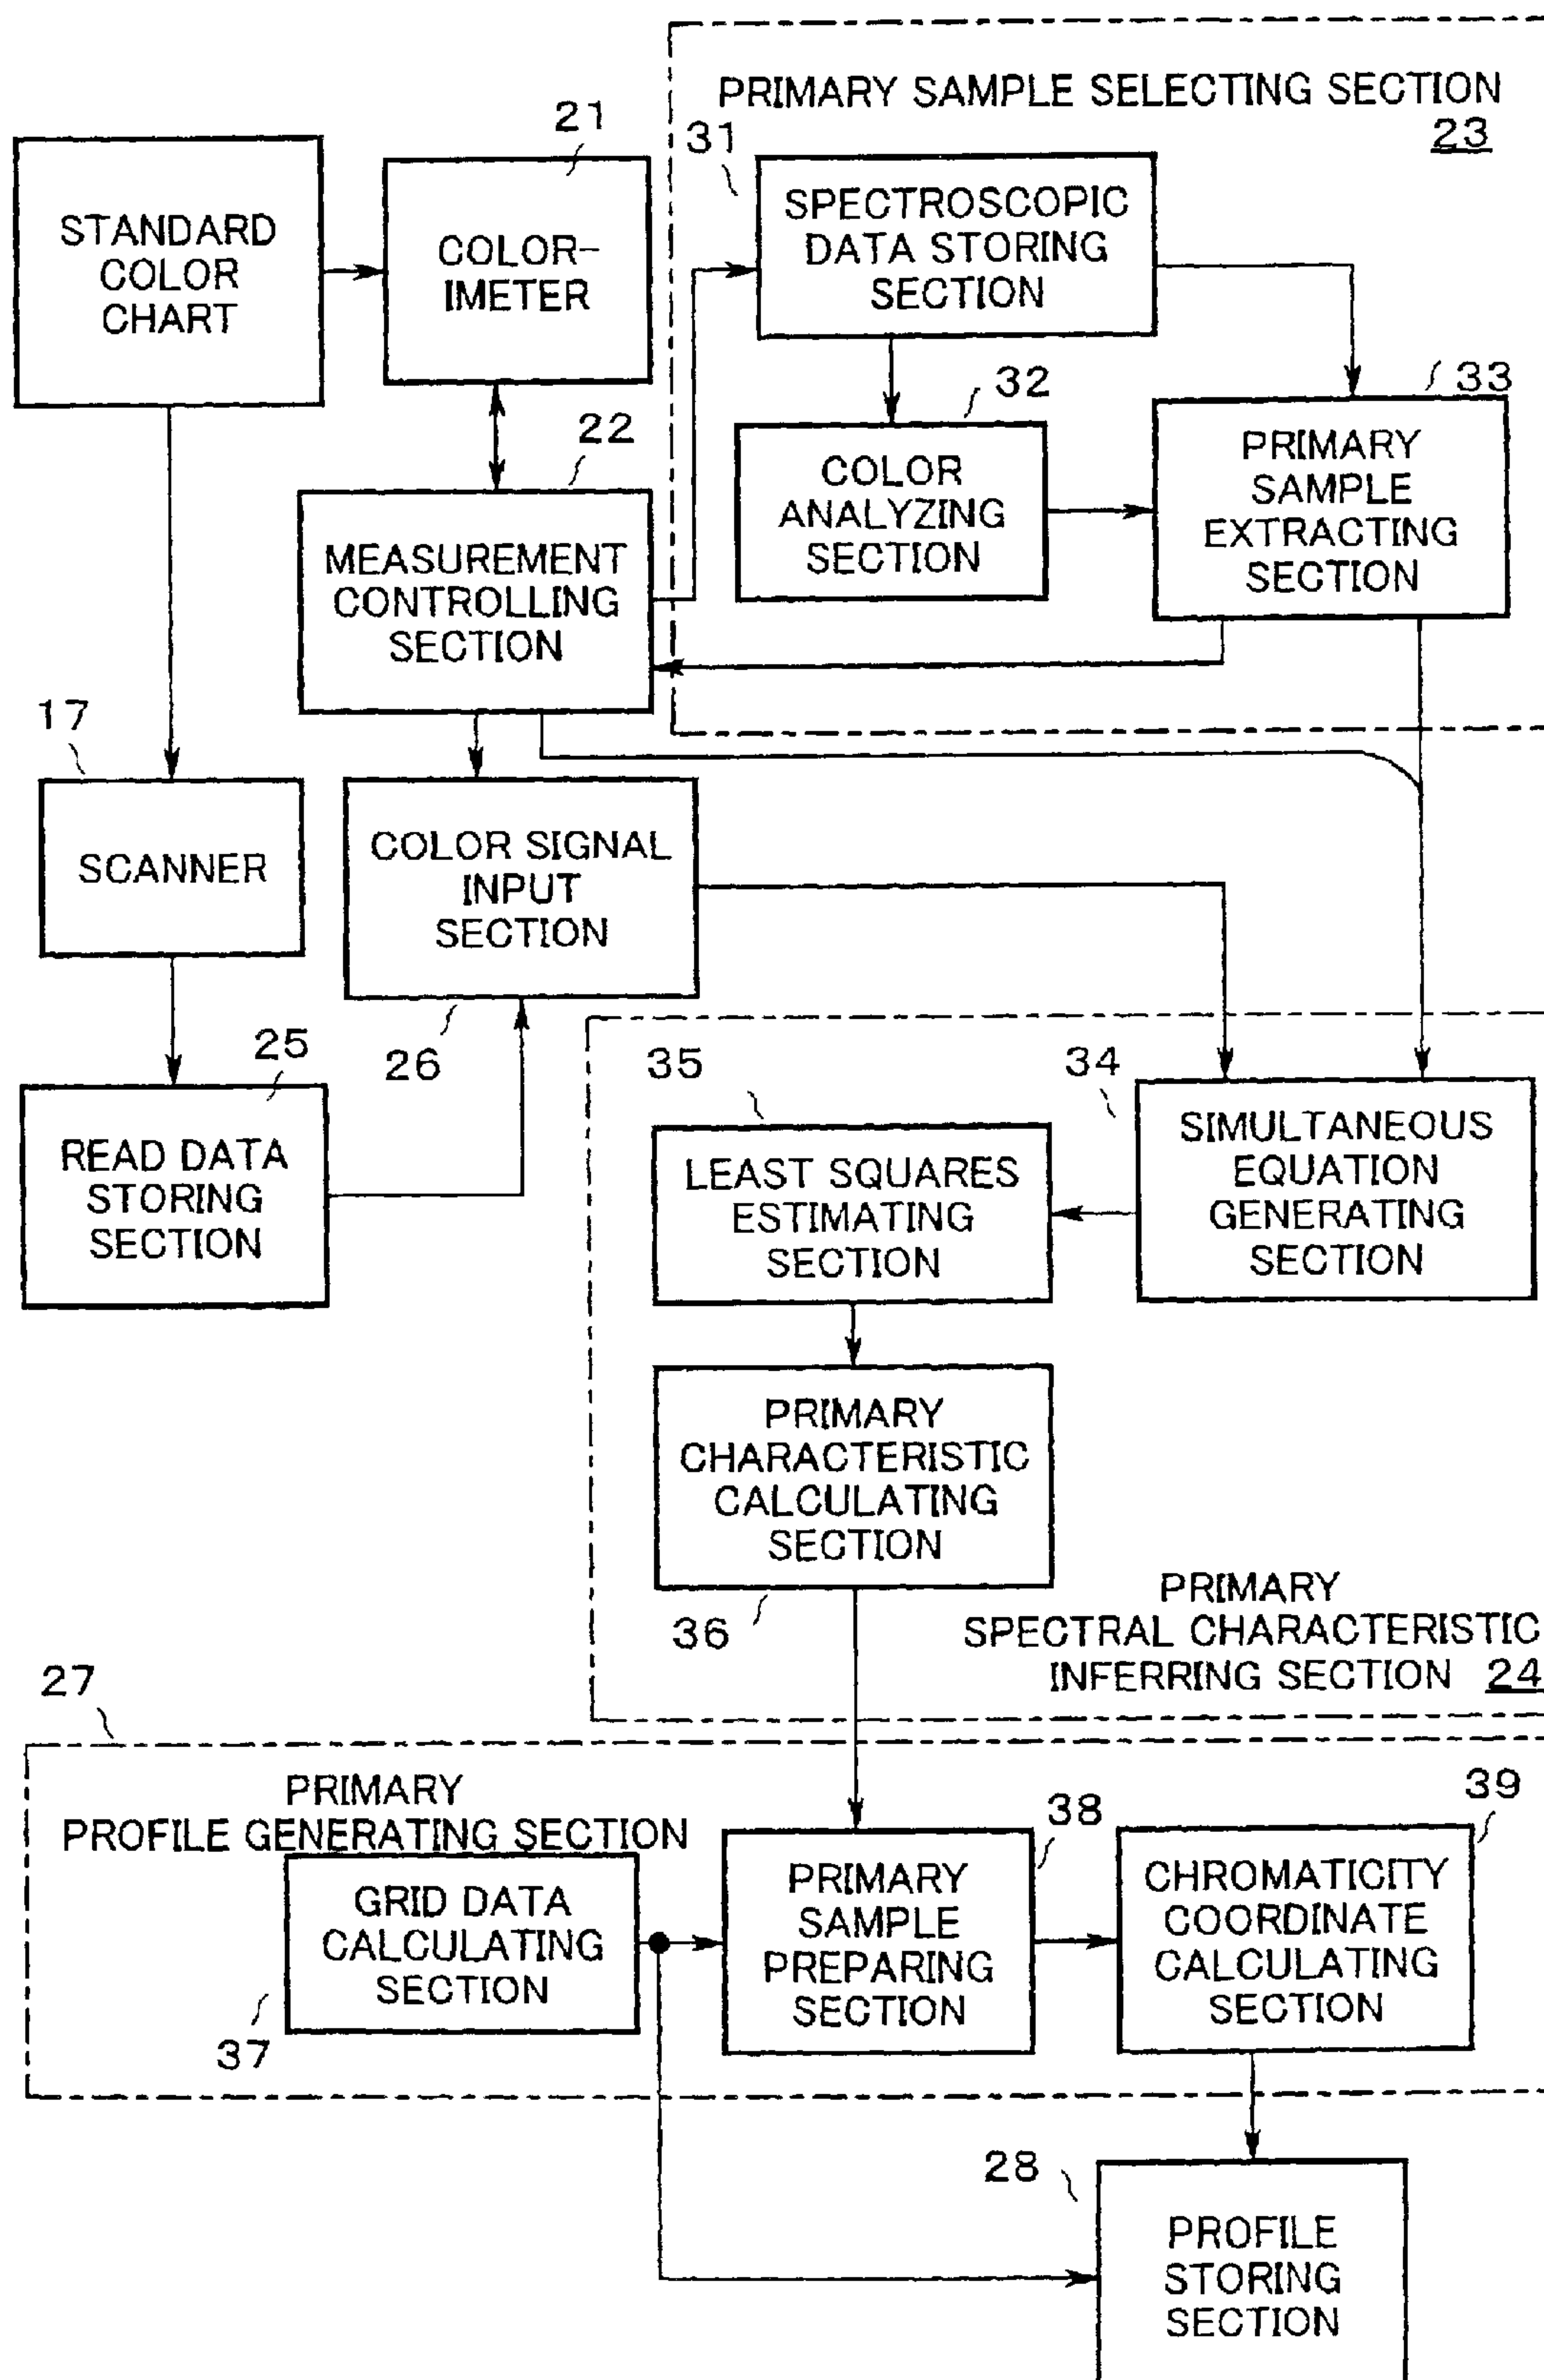 PRIMARY SAMPLE SELECTING SECTION
23
21
31
STANDARD
COLOR
CHART
COLOR-
IMETER
SPECTROSCOPIC
DATA STORING
SECTION
32
33
22
COLOR
ANALYZING
SECTION
PRIMARY
SAMPLE
EXTRACTING
SECTION
MEASUREMENT
CONTROLLING
SECTION
17
SCANNER
COLOR SIGNAL
INPUT
SECTION
26
25
35
34
READ DATA
STORING
SECTION
LEAST SQUARES
ESTIMATING
SECTION
SIMULTANEOUS
EQUATION
GENERATING
SECTION
PRIMARY
CHARACTERISTIC
CALCULATING
SECTION
36
PRIMARY
SPECTRAL CHARACTERISTIC
INFERRING SECTION 24
27
PRIMARY
PROFILE GENERATING SECTION
38
39
GRID DATA
CALCULATING
SECTION
37
PRIMARY
SAMPLE
PREPARING
SECTION
CHROMATICITY
COORDINATE
CALCULATING
SECTION
28
PROFILE
STORING
SECTION